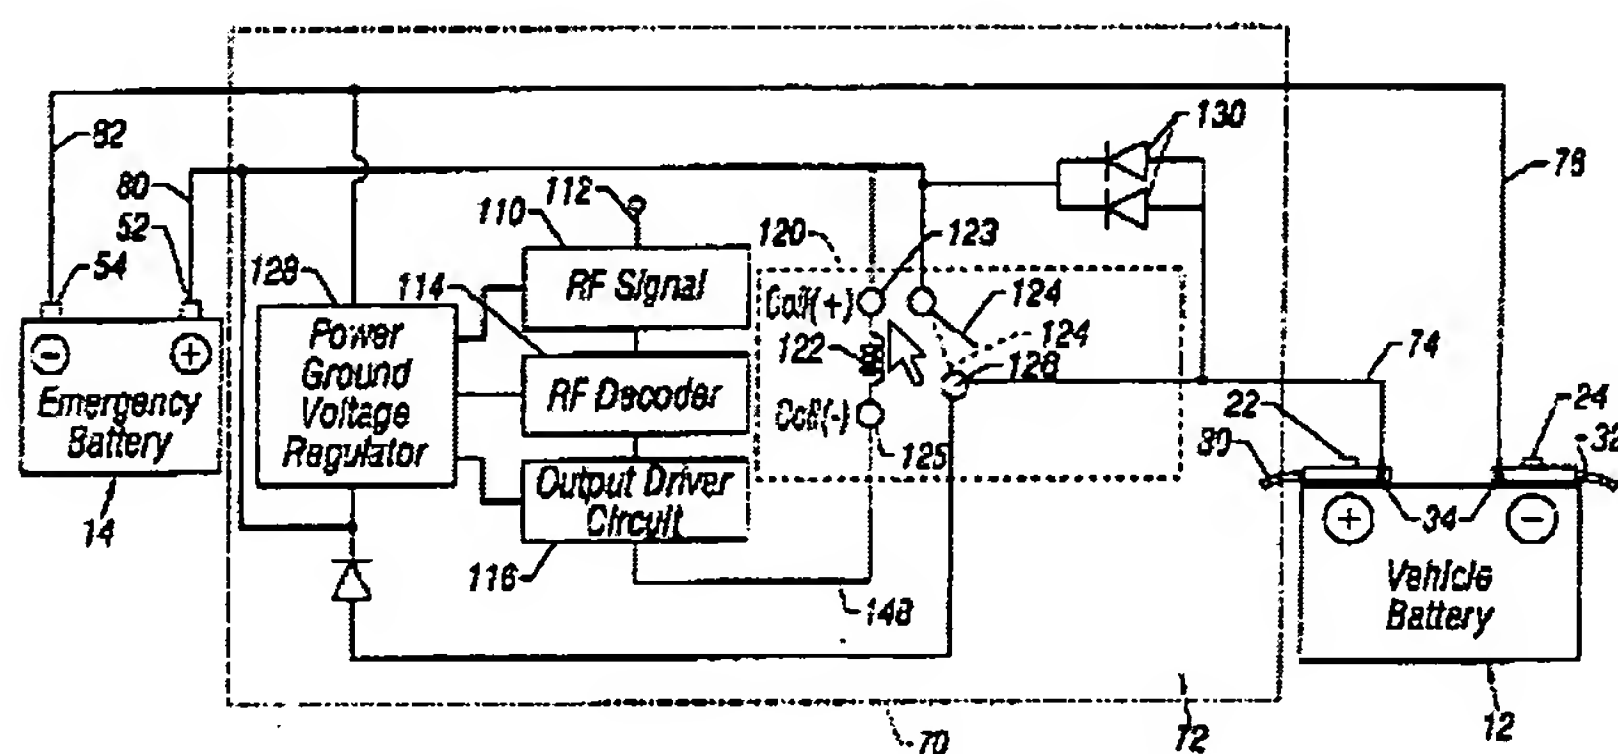 82
80
52
54
128
114
110
112
RF Signal
120
123
130
78
Coil(+)
124
122
124
126
74
Power
Ground
Voltage
Regulator
RF Decoder
Coil(-)
125
22
24
32
34
Output Driver
Circuit
116
148
Emergency
Battery
14
Vehicle
Battery
12
70
72